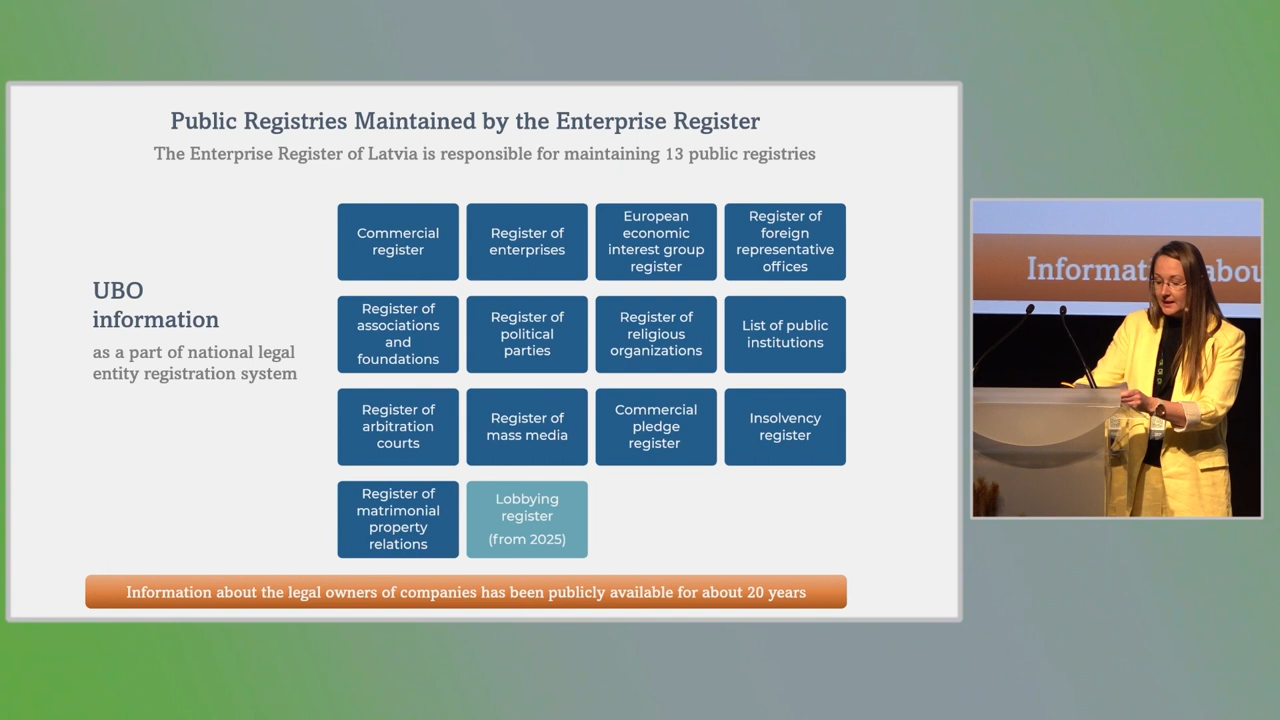 Public Registries Maintained by the Enterprise Register
The Enterprise Register of Latvia is responsible for maintaining 13 public registries
UBO
information
as a part of national legal
entity registration system
Commercial
register
Register of
enterprises
European
economic
interest group
register
Register of
foreign
representative
offices
Register of
associations
and
foundations
Register of
political
parties
Register of
religious
organizations
List of public
institutions
Register of
arbitration
courts
Register of
mass media
Commercial
pledge
register
Insolvency
register
Register of
matrimonial
property
relations
Lobbying
register
(from 2025)
Information about the legal owners of companies has been publicly available for about 20 years